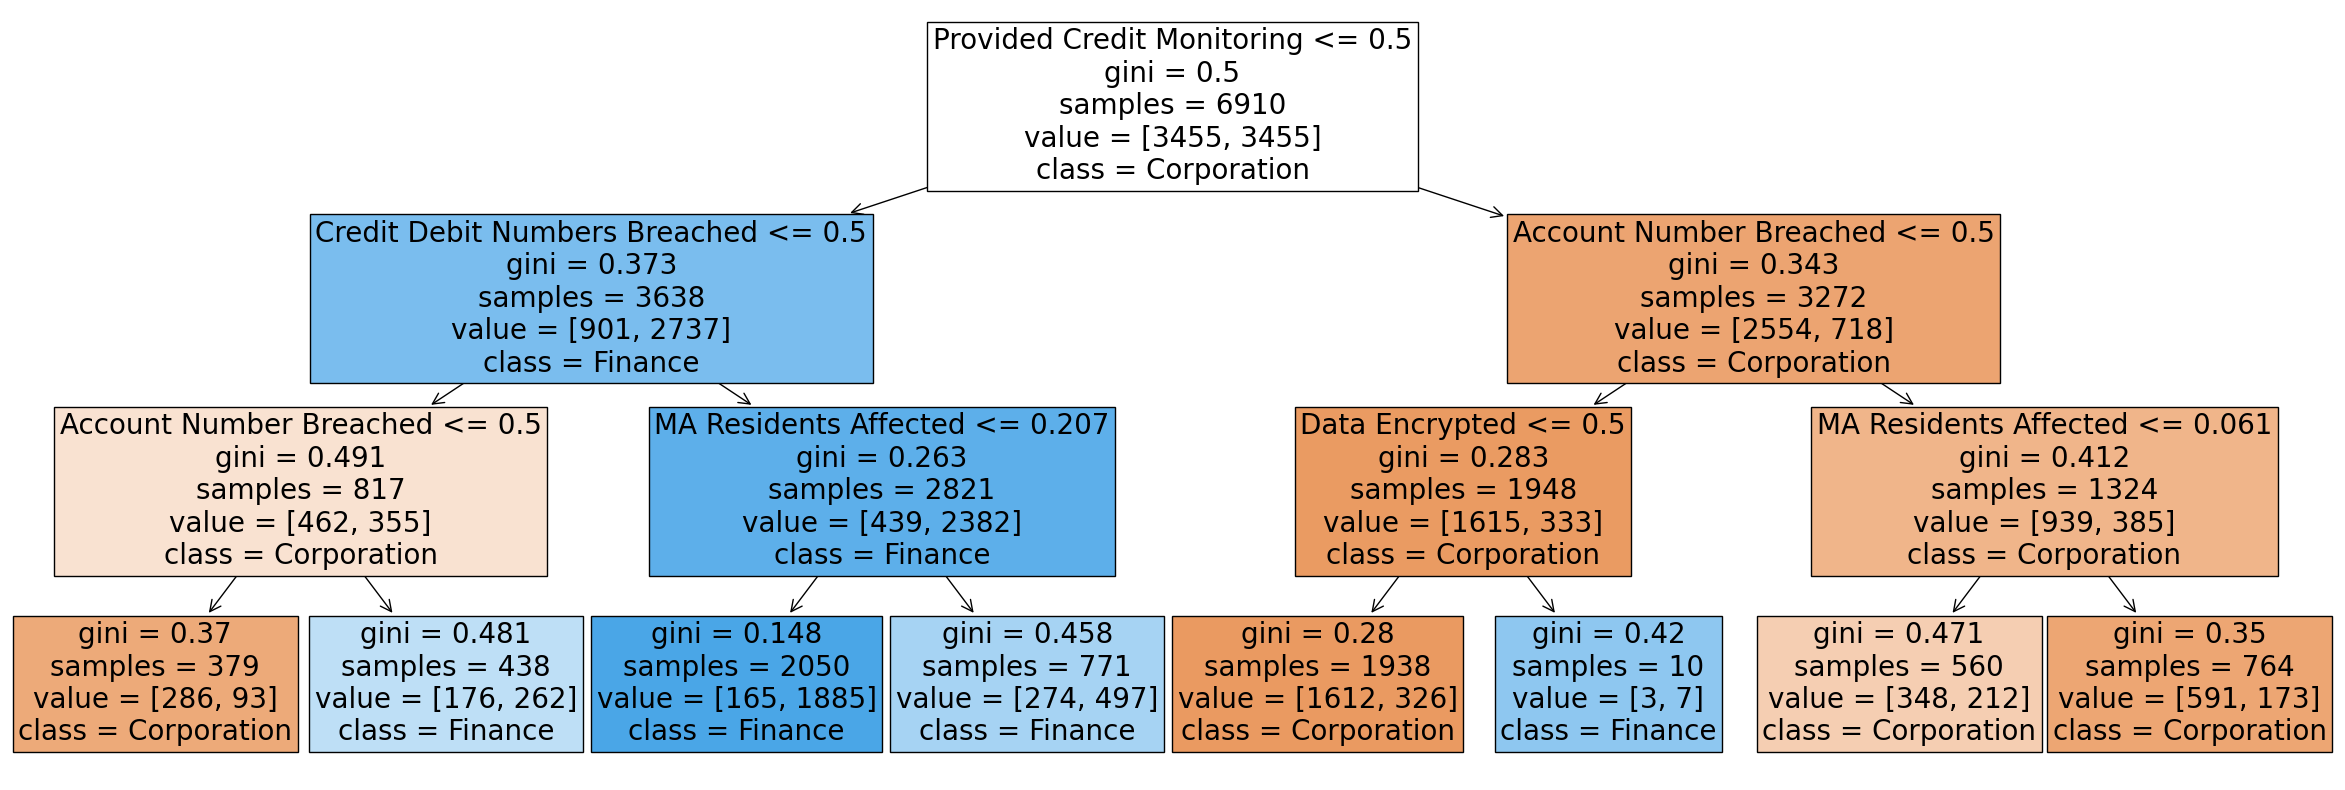 Provided Credit Monitoring <= 0.5
gini = 0.5
samples = 6910
value = [3455, 3455]
class = Corporation
Credit Debit Numbers Breached <= 0.5
gini = 0.373
samples = 3638
value = [901, 2737]
class = Finance
Account Number Breached <= 0.5
gini = 0.343
samples = 3272
value = [2554, 718]
class = Corporation
Account Number Breached <= 0.5
gini = 0.491
samples = 817
value = [462, 355]
class = Corporation
MA Residents Affected <= 0.207
gini = 0.263
samples = 2821
value = [439, 2382]
class = Finance
Data Encrypted <= 0.5
gini = 0.283
samples = 1948
value = [1615, 333]
class = Corporation
MA Residents Affected <= 0.061
gini = 0.412
samples = 1324
value = [939, 385]
class = Corporation
gini = 0.37
samples = 379
value = [286, 93]
class = Corporation
gini = 0.481
samples = 438
value = [176, 262]
class = Finance
gini = 0.148
samples = 2050
value = [165, 1885]
class = Finance
gini = 0.458
samples = 771
value = [274, 497]
class = Finance
gini = 0.28
samples = 1938
value = [1612, 326]
class = Corporation
gini = 0.42
samples = 10
value = [3, 7]
class = Finance
gini = 0.471
samples = 560
value = [348, 212]
class = Corporation
gini = 0.35
samples = 764
value = [591, 173]
class = Corporation